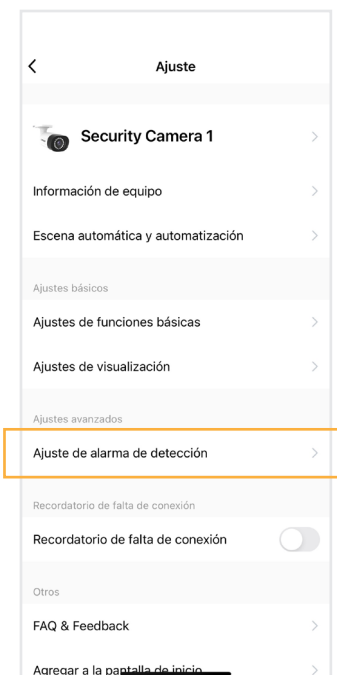 Ajuste
Security Camera 1
Información de equipo
Escena automática y automatización
Ajustes básicos
Ajustes de funciones básicas
Ajustes de visualización
Ajustes avanzados
Ajuste de alarma de detección
Recordatorio de falta de conexión
Recordatorio de falta de conexión
Otros
FAQ & Feedback
Agregar a la pantalla de inicio